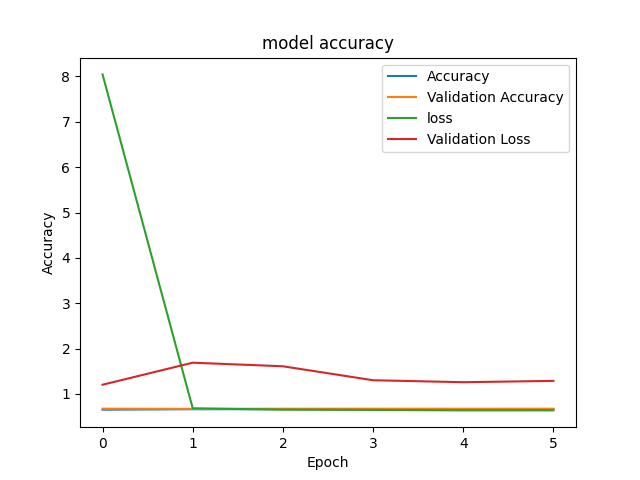 model accuracy
8
7
6
5
4
3
2
1
Accuracy
Accuracy
Validation Accuracy
loss
Validation Loss
0 1 2 3 4 5
Epoch